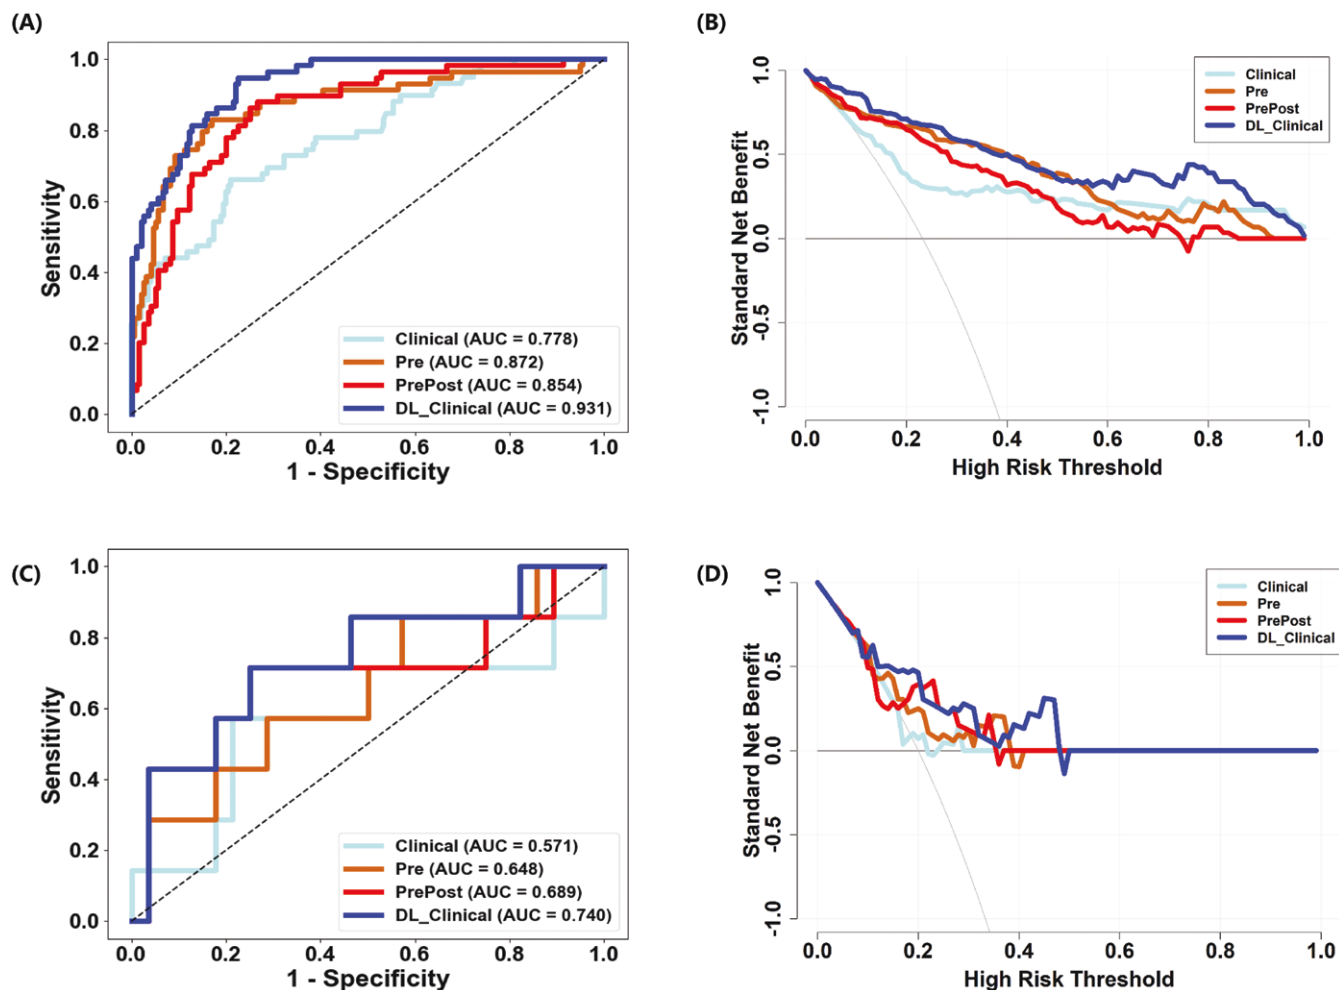 (A)
1.0
0.8
0.6
0.4
0.2
0.0
Sensitivity
0.0 0.2 0.4 0.6 0.8 1.0
1 - Specificity
Clinical (AUC = 0.778)
Pre (AUC = 0.872)
PrePost (AUC = 0.854)
DL_Clinical (AUC = 0.931)
(B)
1.0
0.5
0.0
-0.5
-1.0
Standard Net Benefit
0.0 0.2 0.4 0.6 0.8 1.0
High Risk Threshold
Clinical
Pre
PrePost
DL_Clinical
(C)
1.0
0.8
0.6
0.4
0.2
0.0
Sensitivity
0.0 0.2 0.4 0.6 0.8 1.0
1 - Specificity
Clinical (AUC = 0.571)
Pre (AUC = 0.648)
PrePost (AUC = 0.689)
DL_Clinical (AUC = 0.740)
(D)
1.0
0.5
0.0
-0.5
-1.0
Standard Net Benefit
0.0 0.2 0.4 0.6 0.8 1.0
High Risk Threshold
Clinical
Pre
PrePost
DL_Clinical